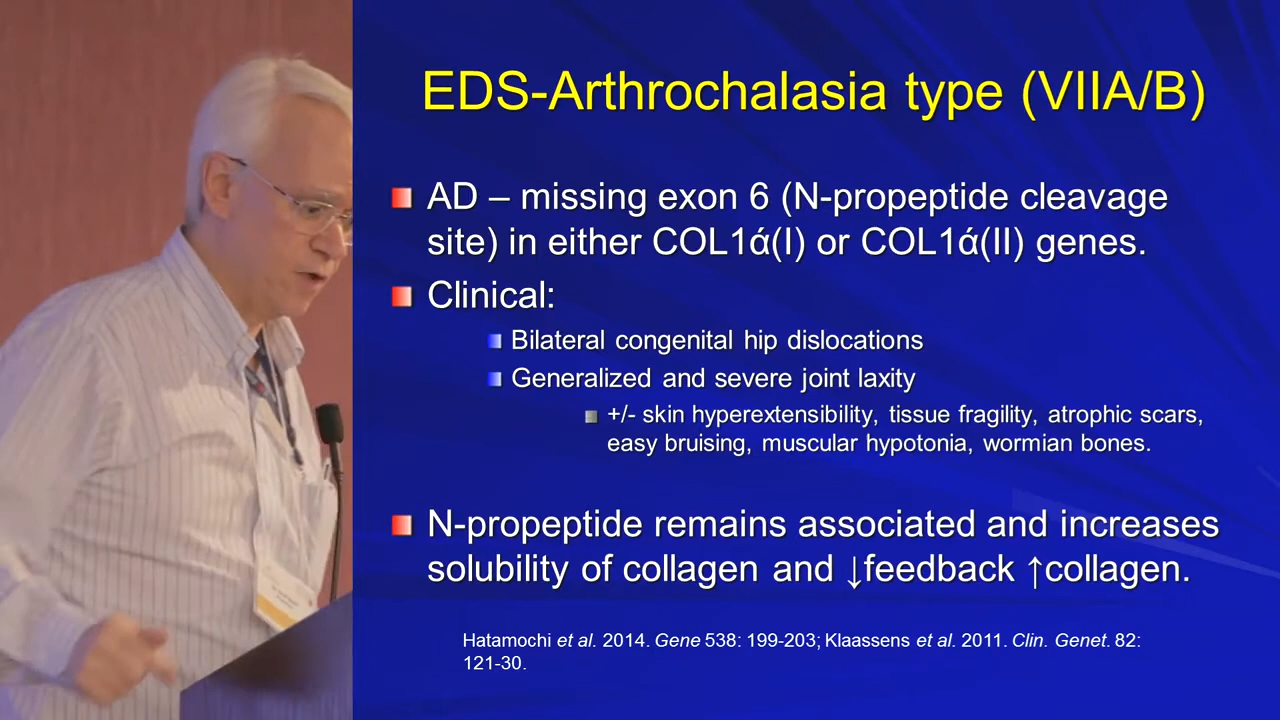 EDS-Arthrochalasia type (VIIA/B)
AD – missing exon 6 (N-propeptide cleavage
site) in either COL1ά(I) or COL1ά(II) genes.
Clinical:
Bilateral congenital hip dislocations
Generalized and severe joint laxity
+/- skin hyperextensibility, tissue fragility, atrophic scars,
easy bruising, muscular hypotonia, wormian bones.
N-propeptide remains associated and increases
solubility of collagen and ↓feedback ↑collagen.
Hatamochi et al. 2014. Gene 538: 199-203; Klaassens et al. 2011. Clin. Genet. 82:
121-30.